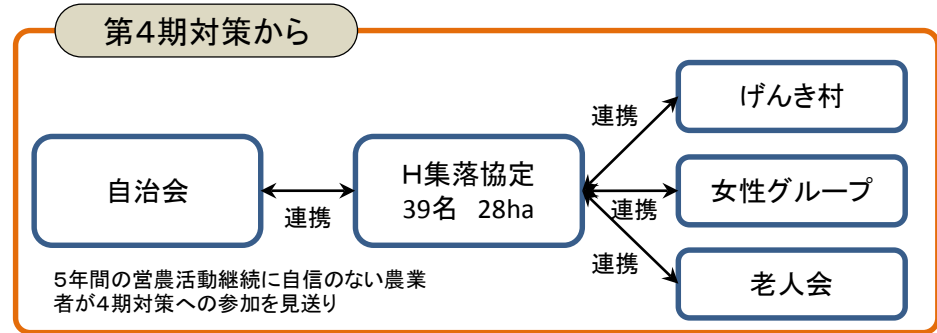 第4期対策から
げんき村
連携
自治会
連携
H集落協定
39名 28ha
連携
女性グループ
連携
老人会
5年間の営農活動継続に自信のない農業
者が4期対策への参加を見送り